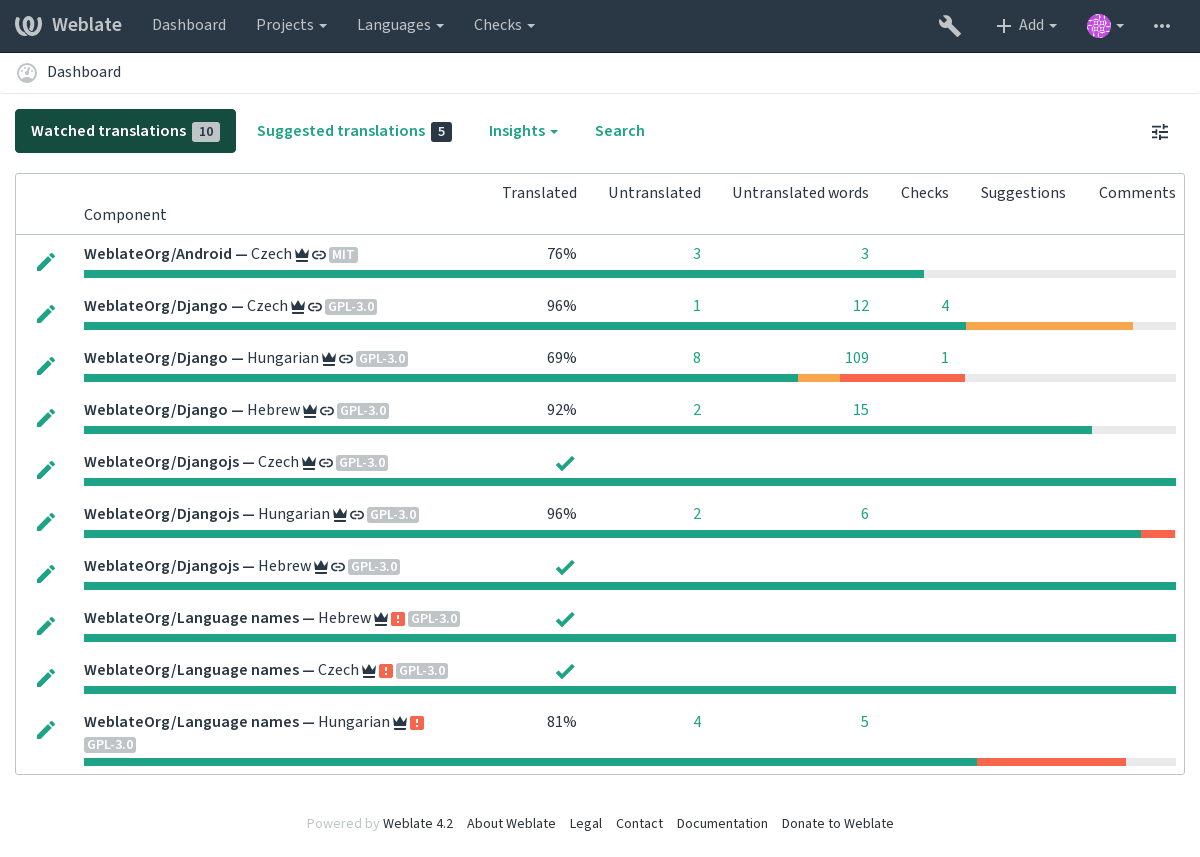 Weblate Dashboard Projects Languages Checks Add
Dashboard
Watched translations 10 Suggested translations 5 Insights Search
Translated Untranslated Untranslated words Checks Suggestions Comments
Component
WeblateOrg/Android — Czech MIT 76% 3 3
WeblateOrg/Django — Czech GPL-3.0 96% 1 12 4
WeblateOrg/Django — Hungarian GPL-3.0 69% 8 109 1
WeblateOrg/Django — Hebrew GPL-3.0 92% 2 15
WeblateOrg/Djangojs — Czech GPL-3.0
WeblateOrg/Djangojs — Hungarian GPL-3.0 96% 2 6
WeblateOrg/Djangojs — Hebrew GPL-3.0
WeblateOrg/Language names — Hebrew GPL-3.0
WeblateOrg/Language names — Czech GPL-3.0
WeblateOrg/Language names — Hungarian 81% 4 5
GPL-3.0
Powered by Weblate 4.2 About Weblate Legal Contact Documentation Donate to Weblate